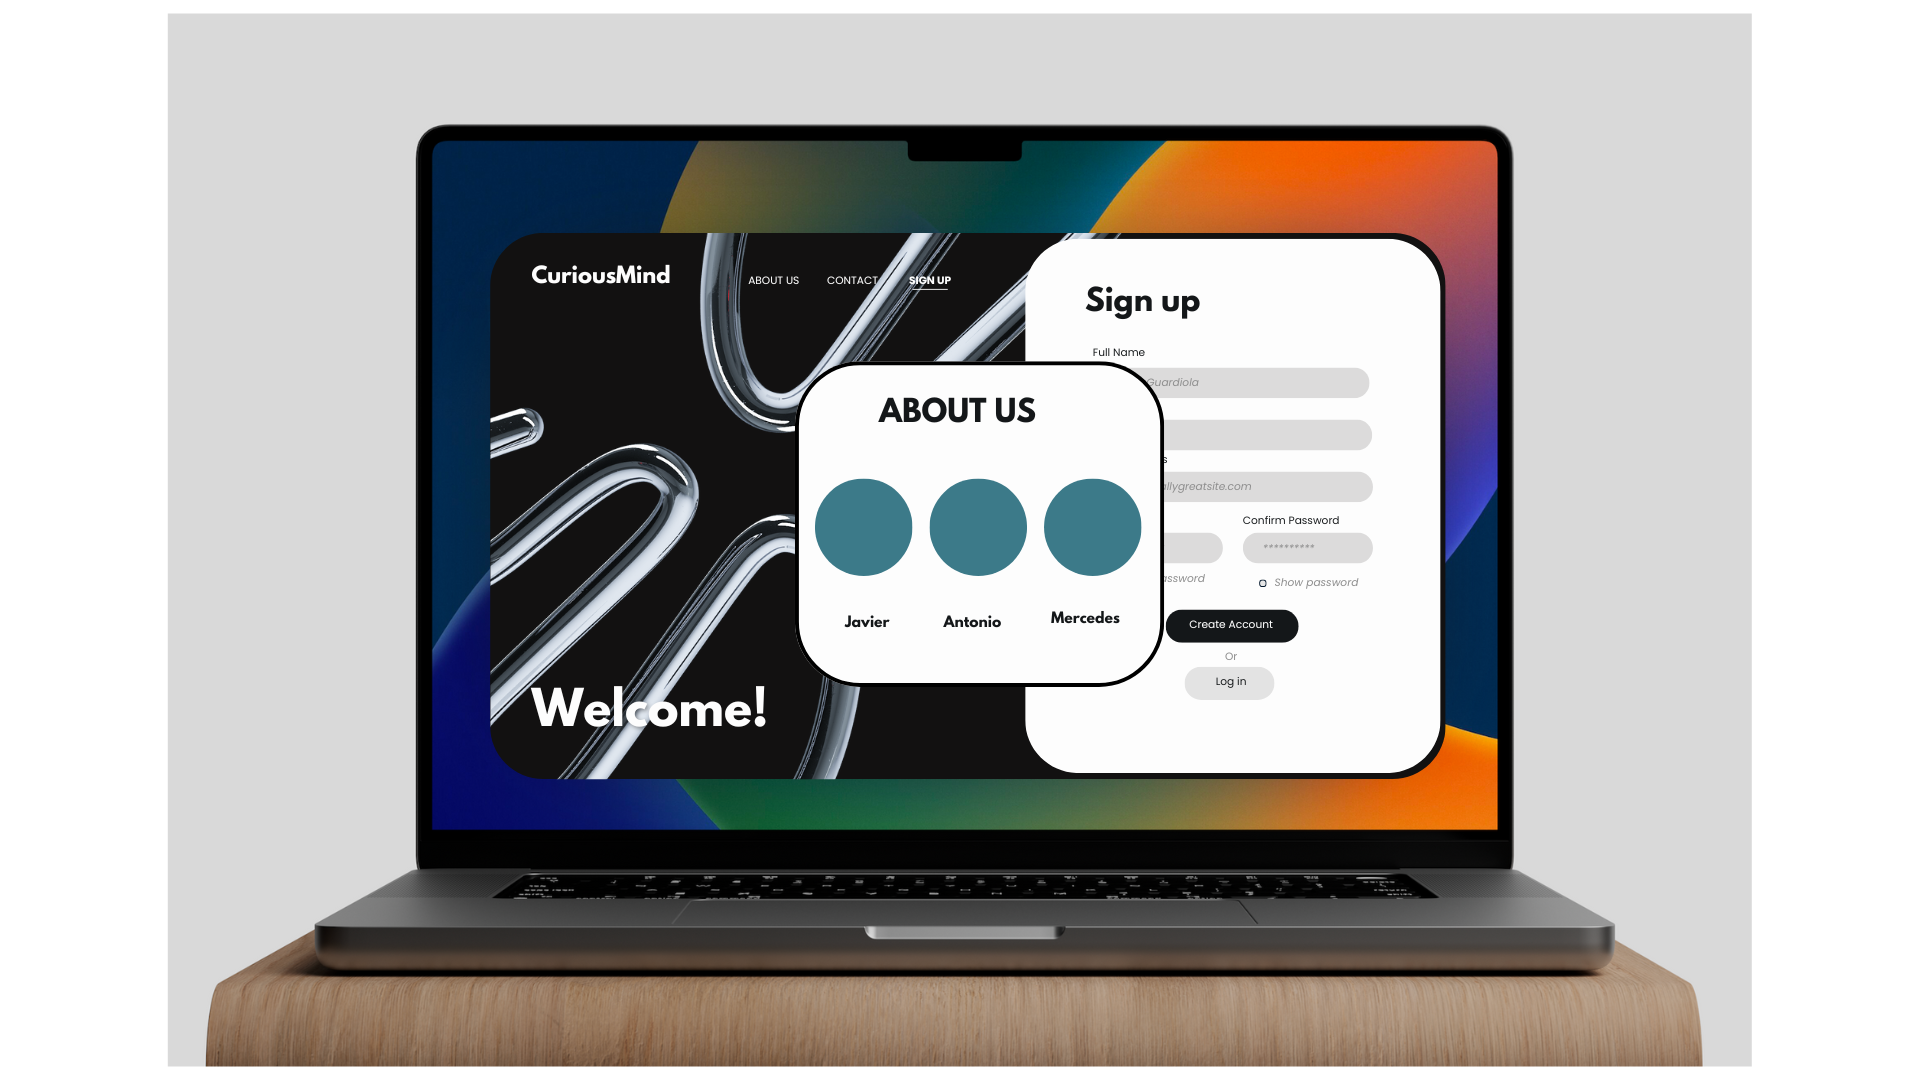 CuriousMind
ABOUT US CONTACT SIGN UP
Sign up
Full Name
Guardiola
ABOUT US
s
allygreatsite.com
Confirm Password
**********
assword
Show password
Javier Antonio Mercedes
Create Account
Or
Log in
Welcome!